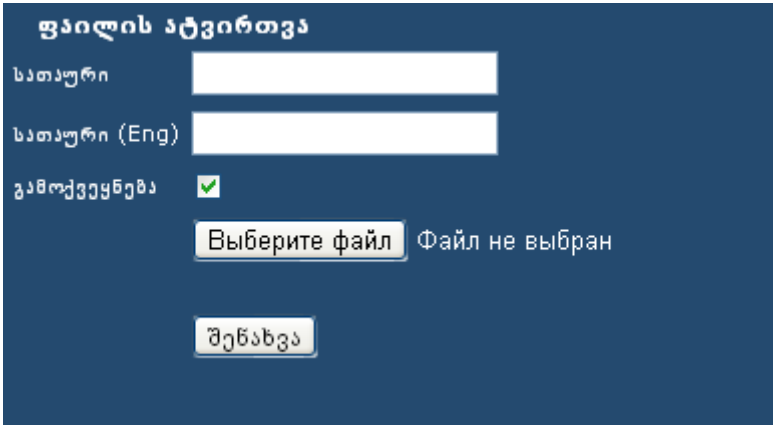 ფაილის ატვირთვა
სათაური
სათაური (Eng)
გამოქვეყნება
Выберите файл Файл не выбран
შენახვა